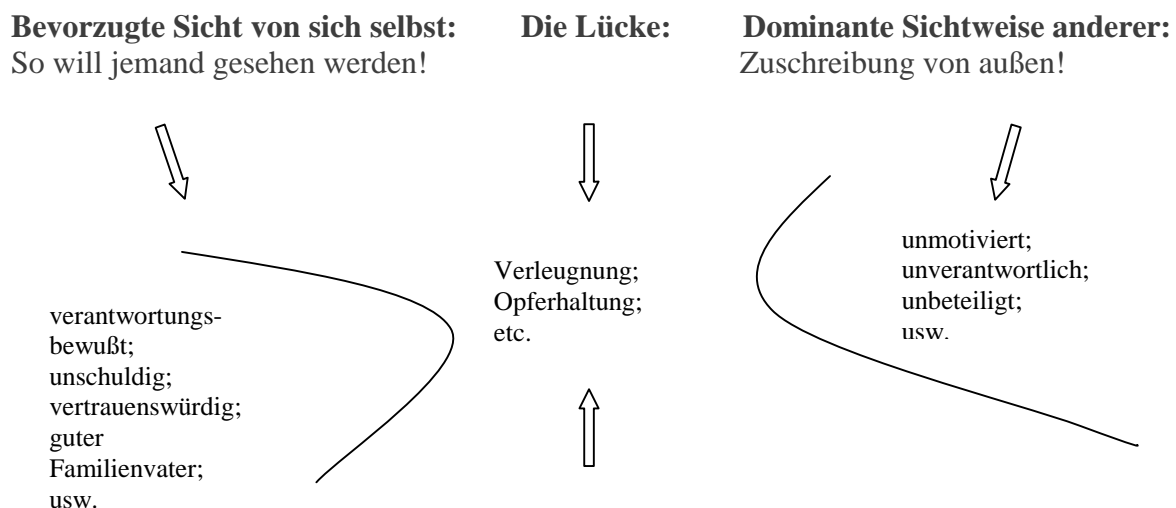 Bevorzugte Sicht von sich selbst:
So will jemand gesehen werden!
Die Lücke:
Dominante Sichtweise anderer:
Zuschreibung von außen!
verantwortungs-
bewußt;
unschuldig;
vertrauenswürdig;
guter
Familienvater;
usw.
Verleugnung;
Opferhaltung;
etc.
unmotiviert;
unverantwortlich;
unbeteiligt;
usw.